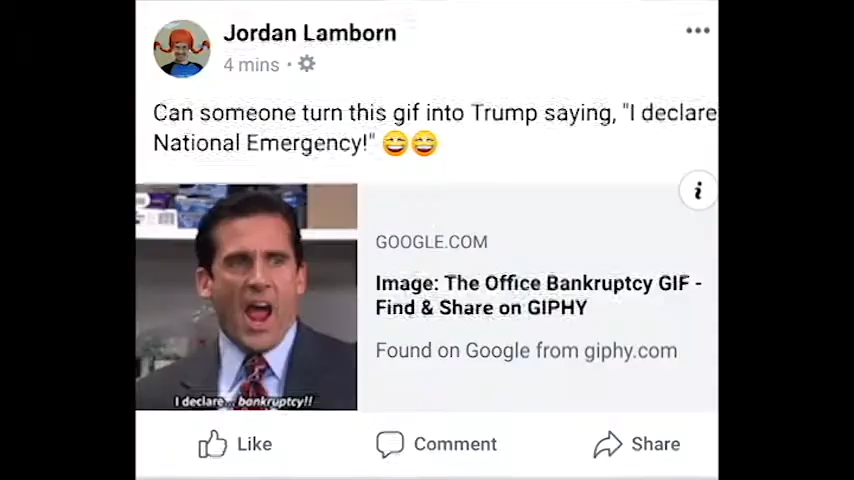 Jordan Lamborn
4 mins ·
Can someone turn this gif into Trump saying, "I declare
National Emergency!" 😂😂
i
GOOGLE.COM
Image: The Office Bankruptcy GIF -
Find & Share on GIPHY
Found on Google from giphy.com
I declare... bankruptcy!!
Like
Comment
Share